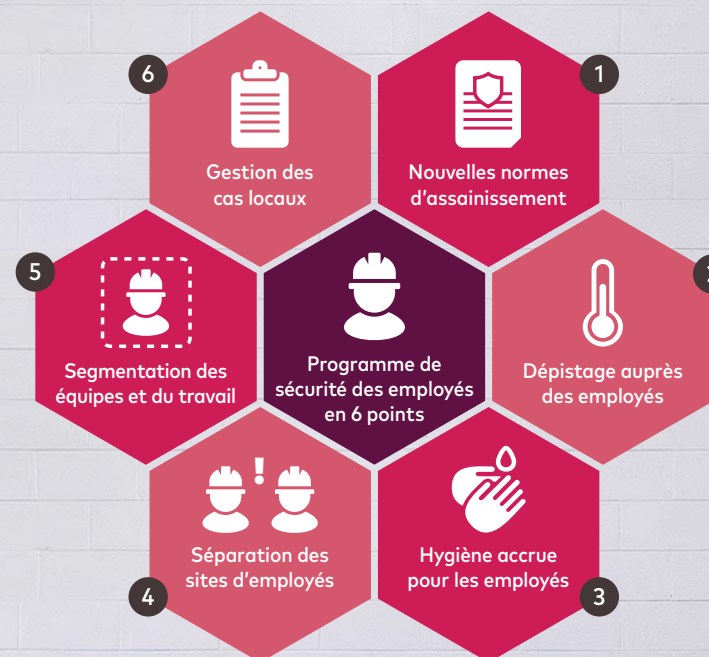 6
Gestion des
cas locaux
1
Nouvelles normes
d'assainissement
5
Segmentation des
équipes et du travail
Programme de
sécurité des employés
en 6 points
2
Dépistage auprès
des employés
4
Séparation des
sites d'employés
3
Hygiène accrue
pour les employés